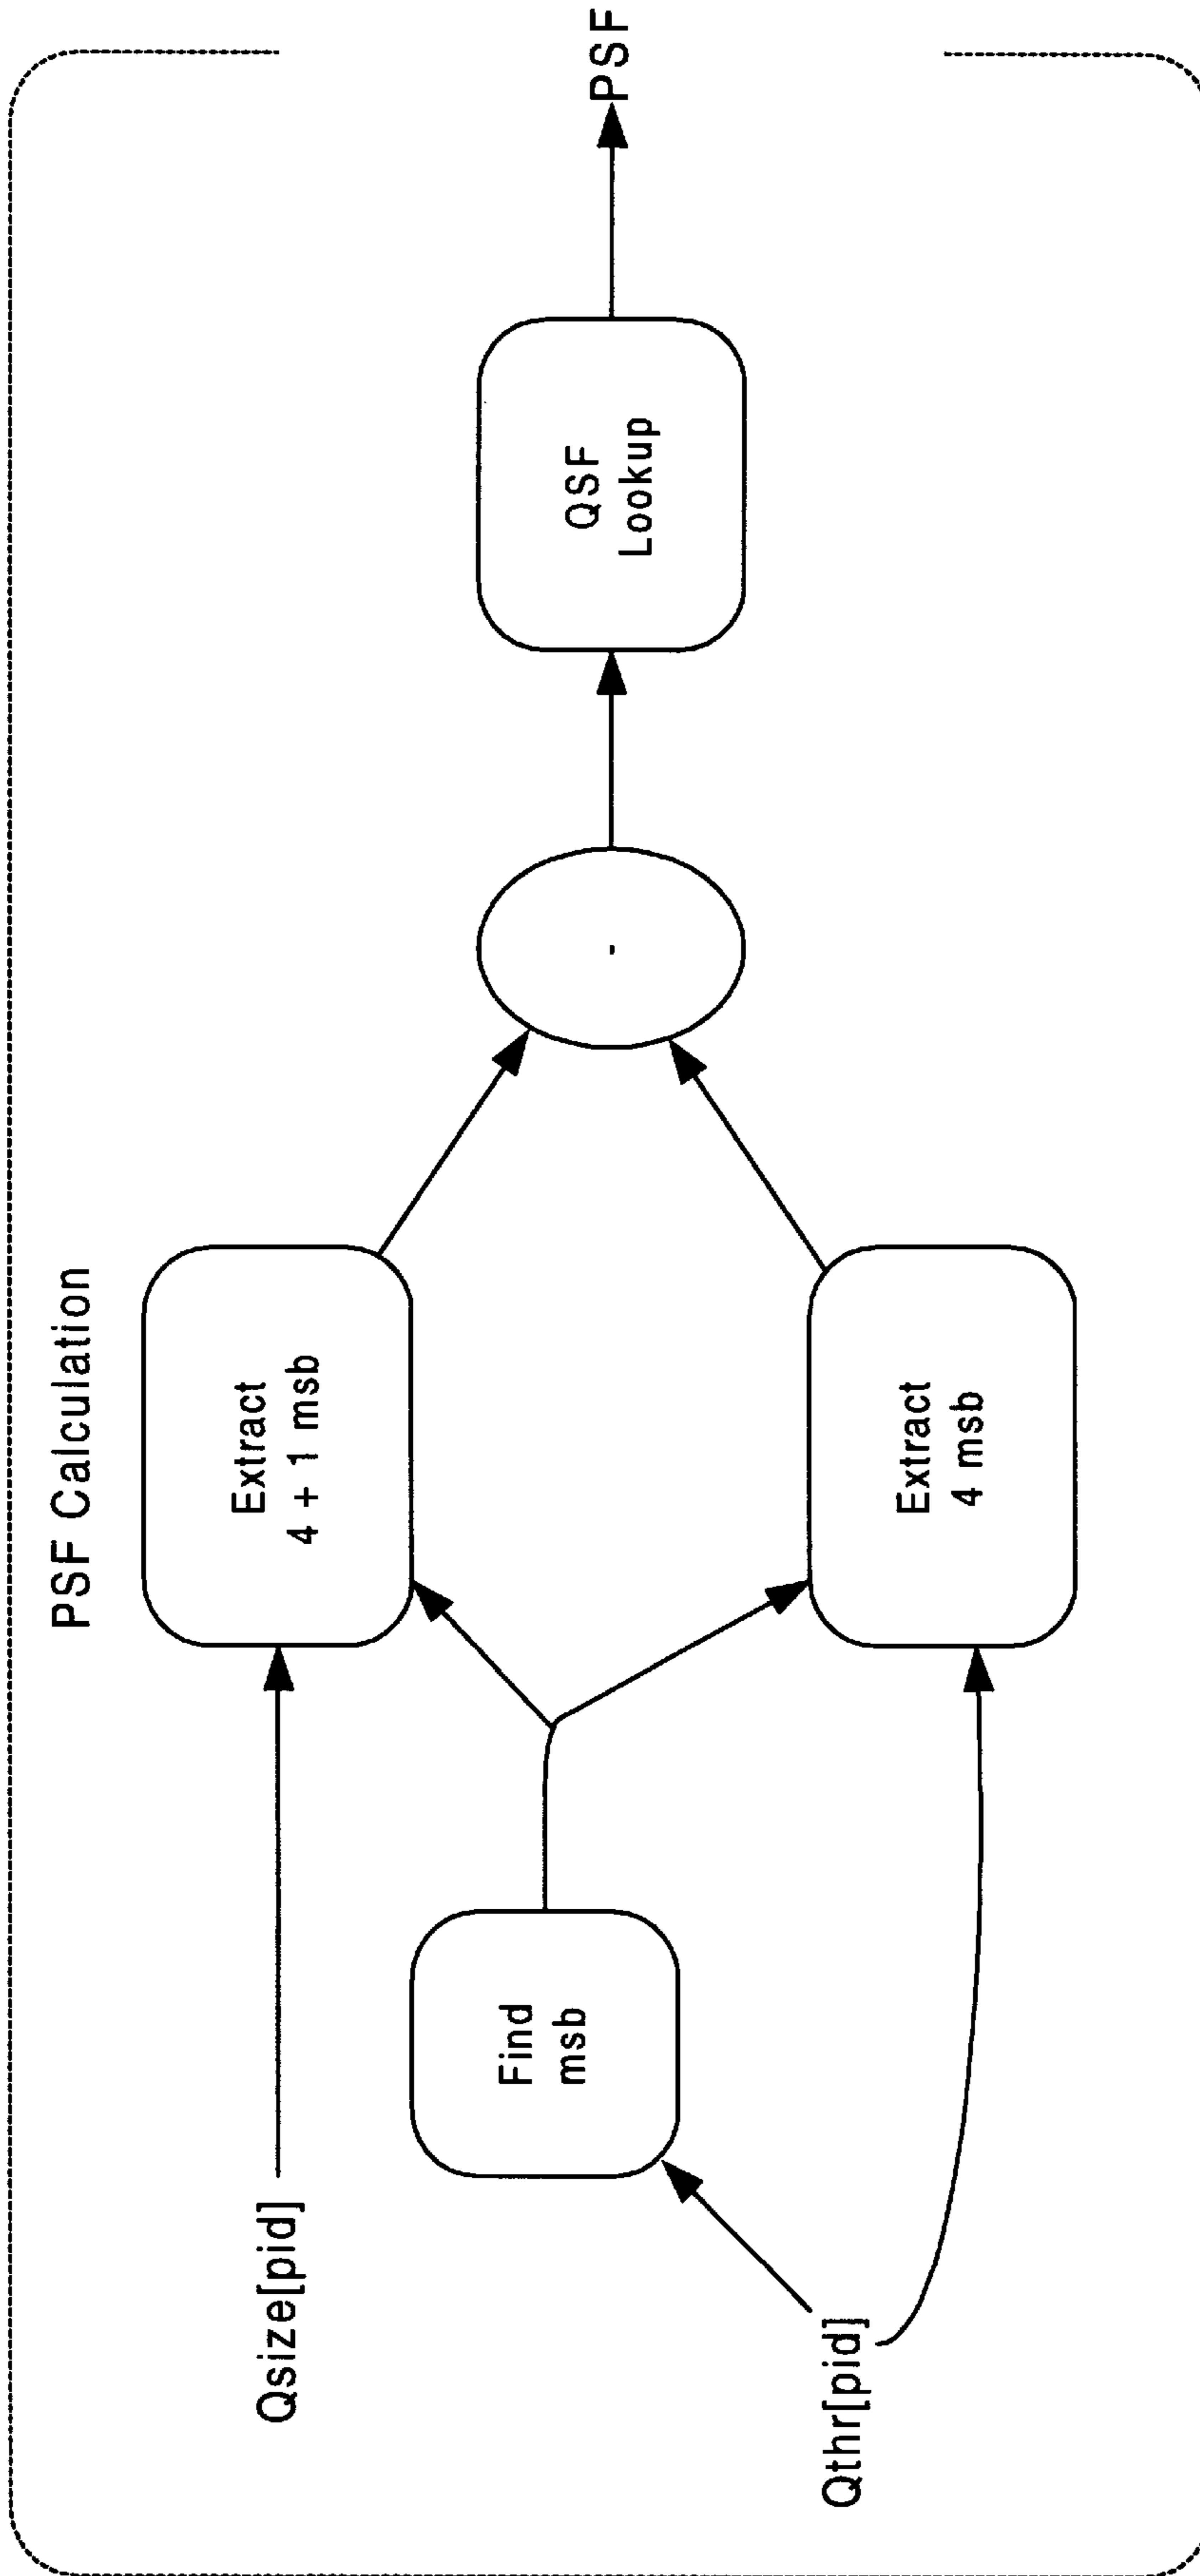 PSF Calculation
Qsize[pid]
Extract
4 + 1 msb
Find
msb
-
QSF
Lookup
PSF
Qthr[pid]
Extract
4 msb